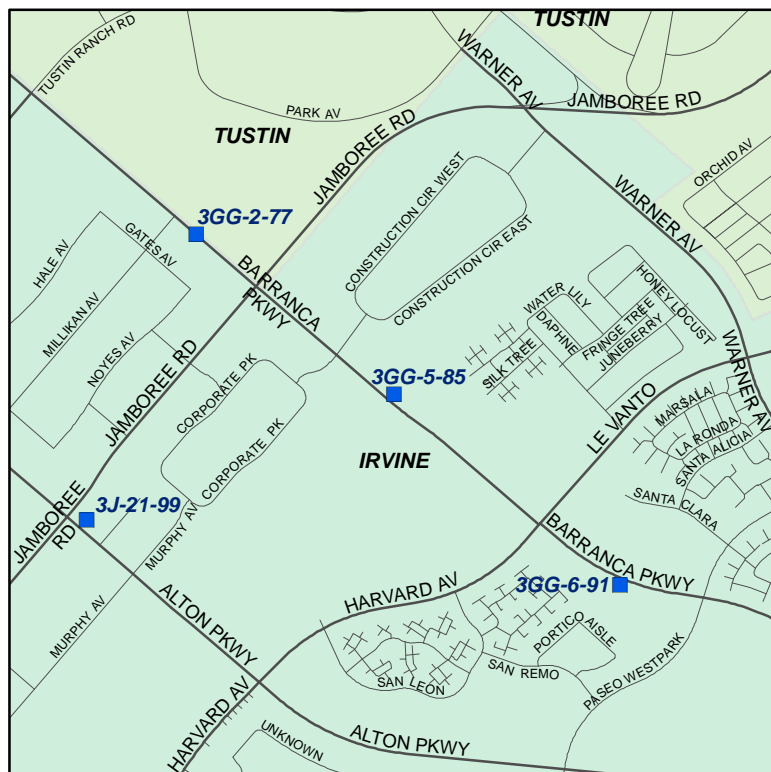 TUSTIN
TUSTIN RANCH RD
WARNER AV
JAMBOREE RD
PARK AV
TUSTIN
JAMBOREE RD
ORCHID AV
CONSTRUCTION CIR WEST
WARNER AV
3GG-2-77
GATES AV
HALE AV
CONSTRUCTION CIR EAST
BARRANCA
PKWY
MILLIKAN AV
WATER LILY
HONEY LOCUST
DAPHNE
FRINGE TREE
JUNEBERRY
SILK TREE
NOYES AV
JAMBOREE RD
CORPORATE PK
3GG-5-85
WARNER AV
LE VANTO
MARSALA
LA RONDA
SANTA ALICIA
IRVINE
CORPORATE PK
SANTA CLARA
3J-21-99
JAMBOREE
RD
MURPHY AV
BARRANCA PKWY
3GG-6-91
HARVARD AV
ALTON PKWY
MURPHY AV
PORTICO AISLE
SAN REMO
PASEO WESTPARK
SAN LEON
HARVARD AV
UNKNOWN
ALTON PKWY